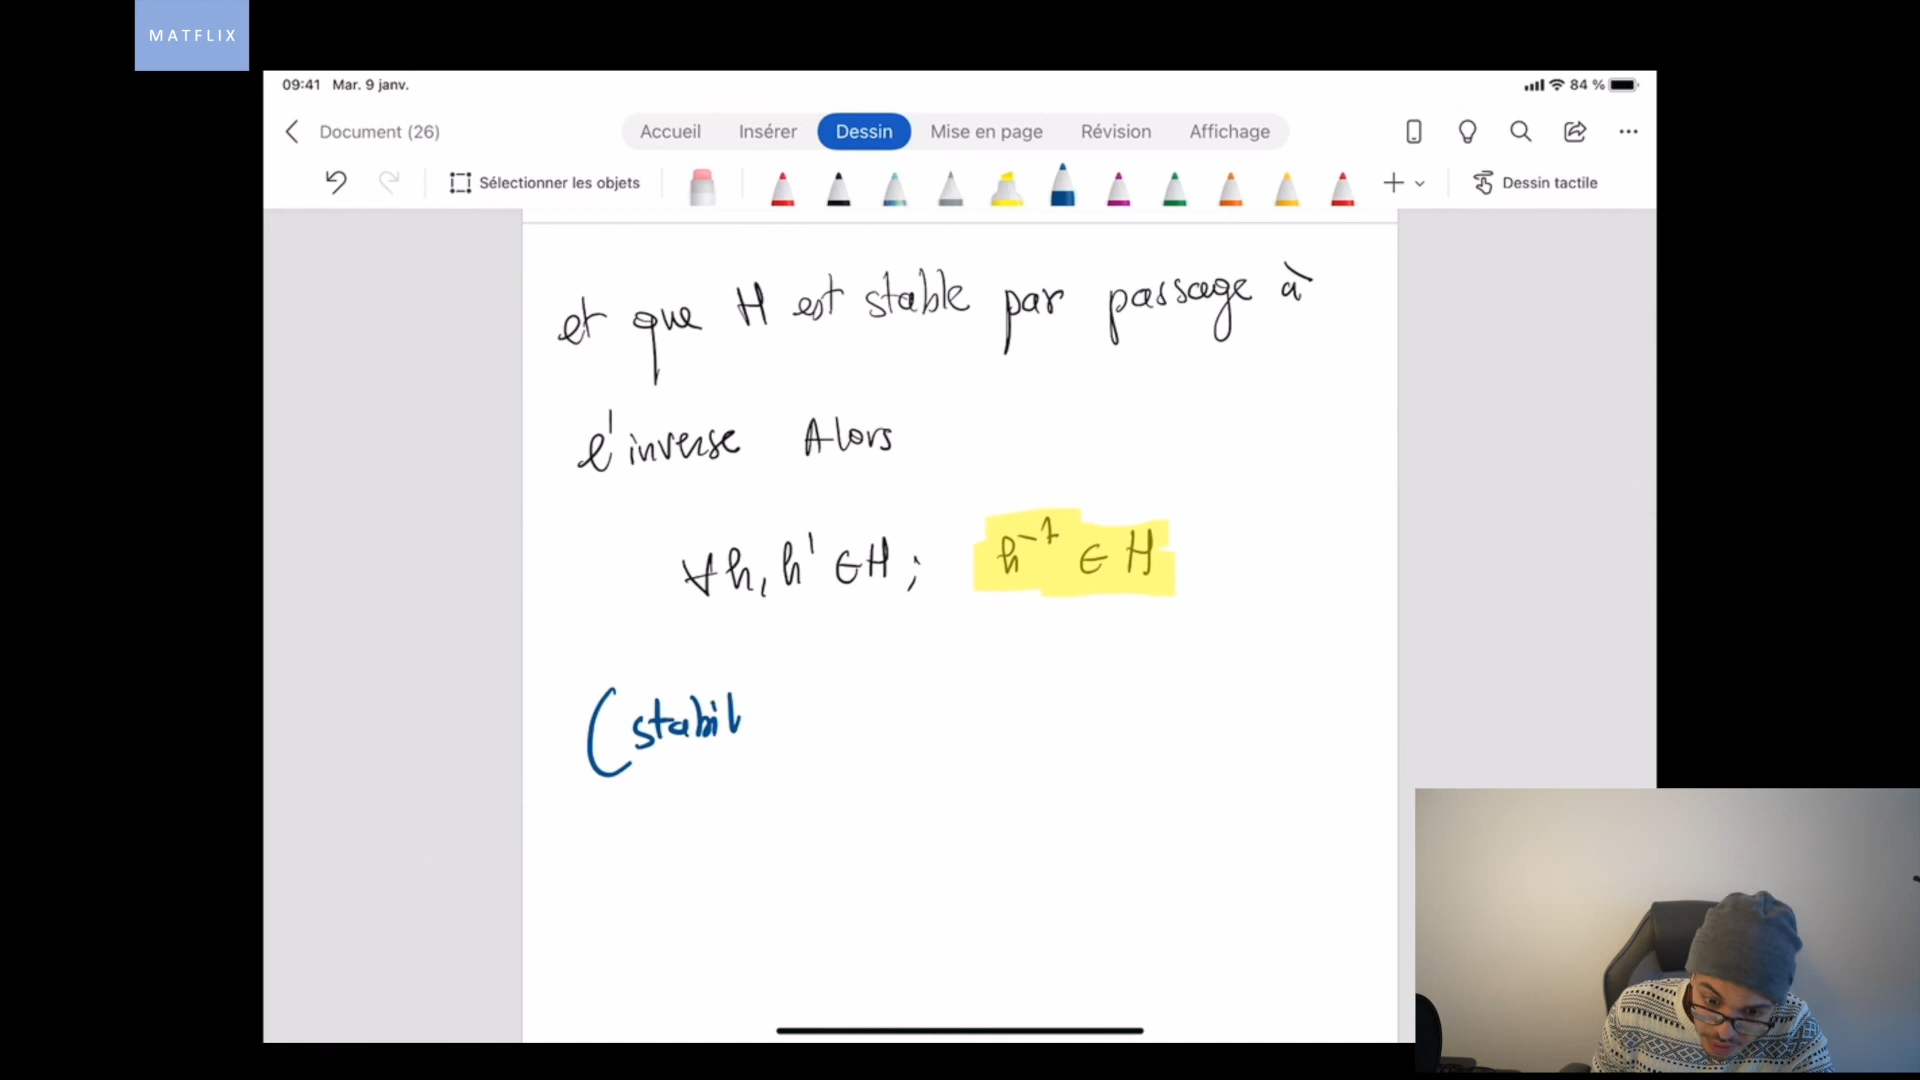 MATFLIX
09:41 Mar. 9 janv.
84 %
Document (26)
Accueil Insérer Dessin Mise en page Révision Affichage
Sélectionner les objets
Dessin tactile
et que H est stable par passage à
l'inverse Alors
∀h, h' ∈ H ; h⁻¹ ∈ H
(stabil